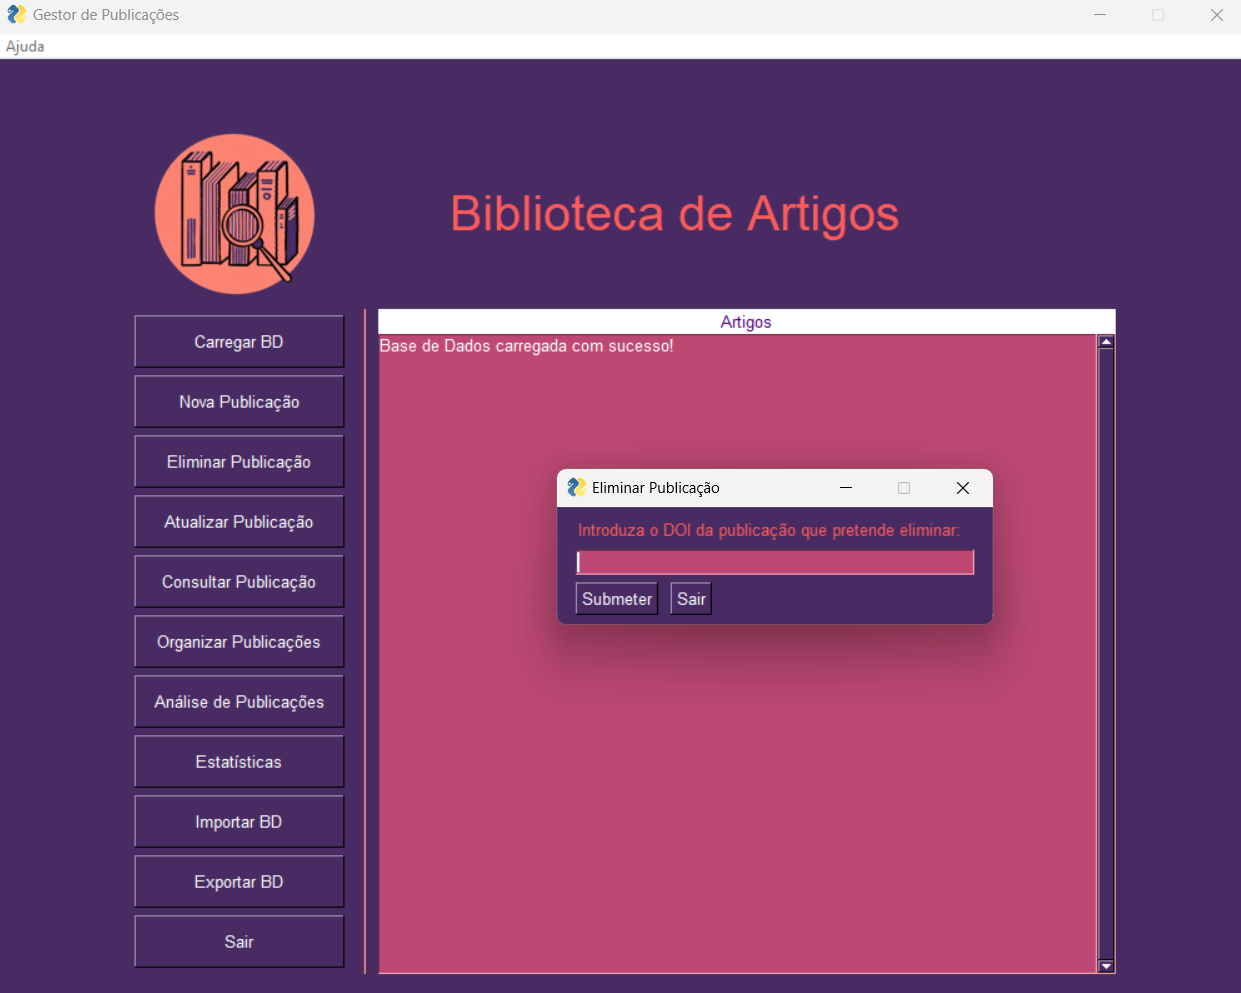 Gestor de Publicações
Ajuda
Biblioteca de Artigos
Carregar BD
Nova Publicação
Eliminar Publicação
Atualizar Publicação
Consultar Publicação
Organizar Publicações
Análise de Publicações
Estatísticas
Importar BD
Exportar BD
Sair
Artigos
Base de Dados carregada com sucesso!
Eliminar Publicação
Introduza o DOI da publicação que pretende eliminar:
Submeter Sair